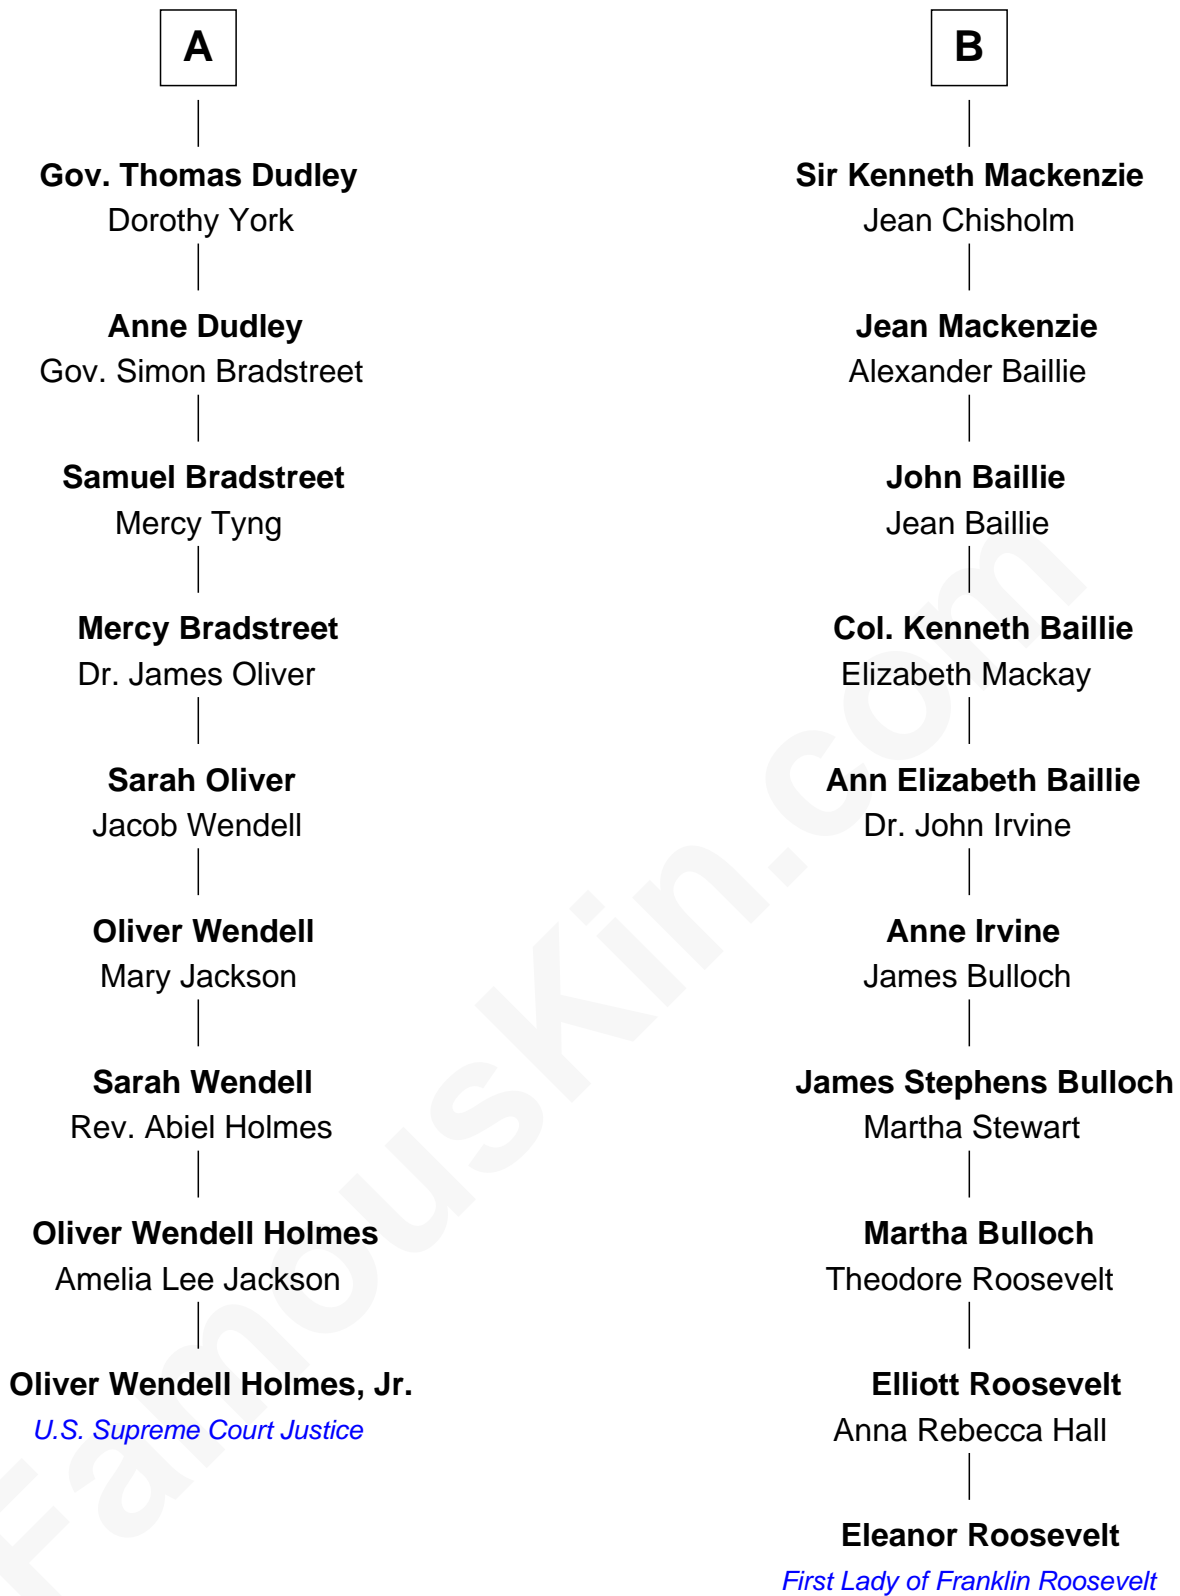 A
Gov. Thomas Dudley
Dorothy York
Anne Dudley
Gov. Simon Bradstreet
Samuel Bradstreet
Mercy Tyng
Mercy Bradstreet
Dr. James Oliver
Sarah Oliver
Jacob Wendell
Oliver Wendell
Mary Jackson
Sarah Wendell
Rev. Abiel Holmes
Oliver Wendell Holmes
Amelia Lee Jackson
Oliver Wendell Holmes, Jr.
U.S. Supreme Court Justice
B
Sir Kenneth Mackenzie
Jean Chisholm
Jean Mackenzie
Alexander Baillie
John Baillie
Jean Baillie
Col. Kenneth Baillie
Elizabeth Mackay
Ann Elizabeth Baillie
Dr. John Irvine
Anne Irvine
James Bulloch
James Stephens Bulloch
Martha Stewart
Martha Bulloch
Theodore Roosevelt
Elliott Roosevelt
Anna Rebecca Hall
Eleanor Roosevelt
First Lady of Franklin Roosevelt
FamousKin.com